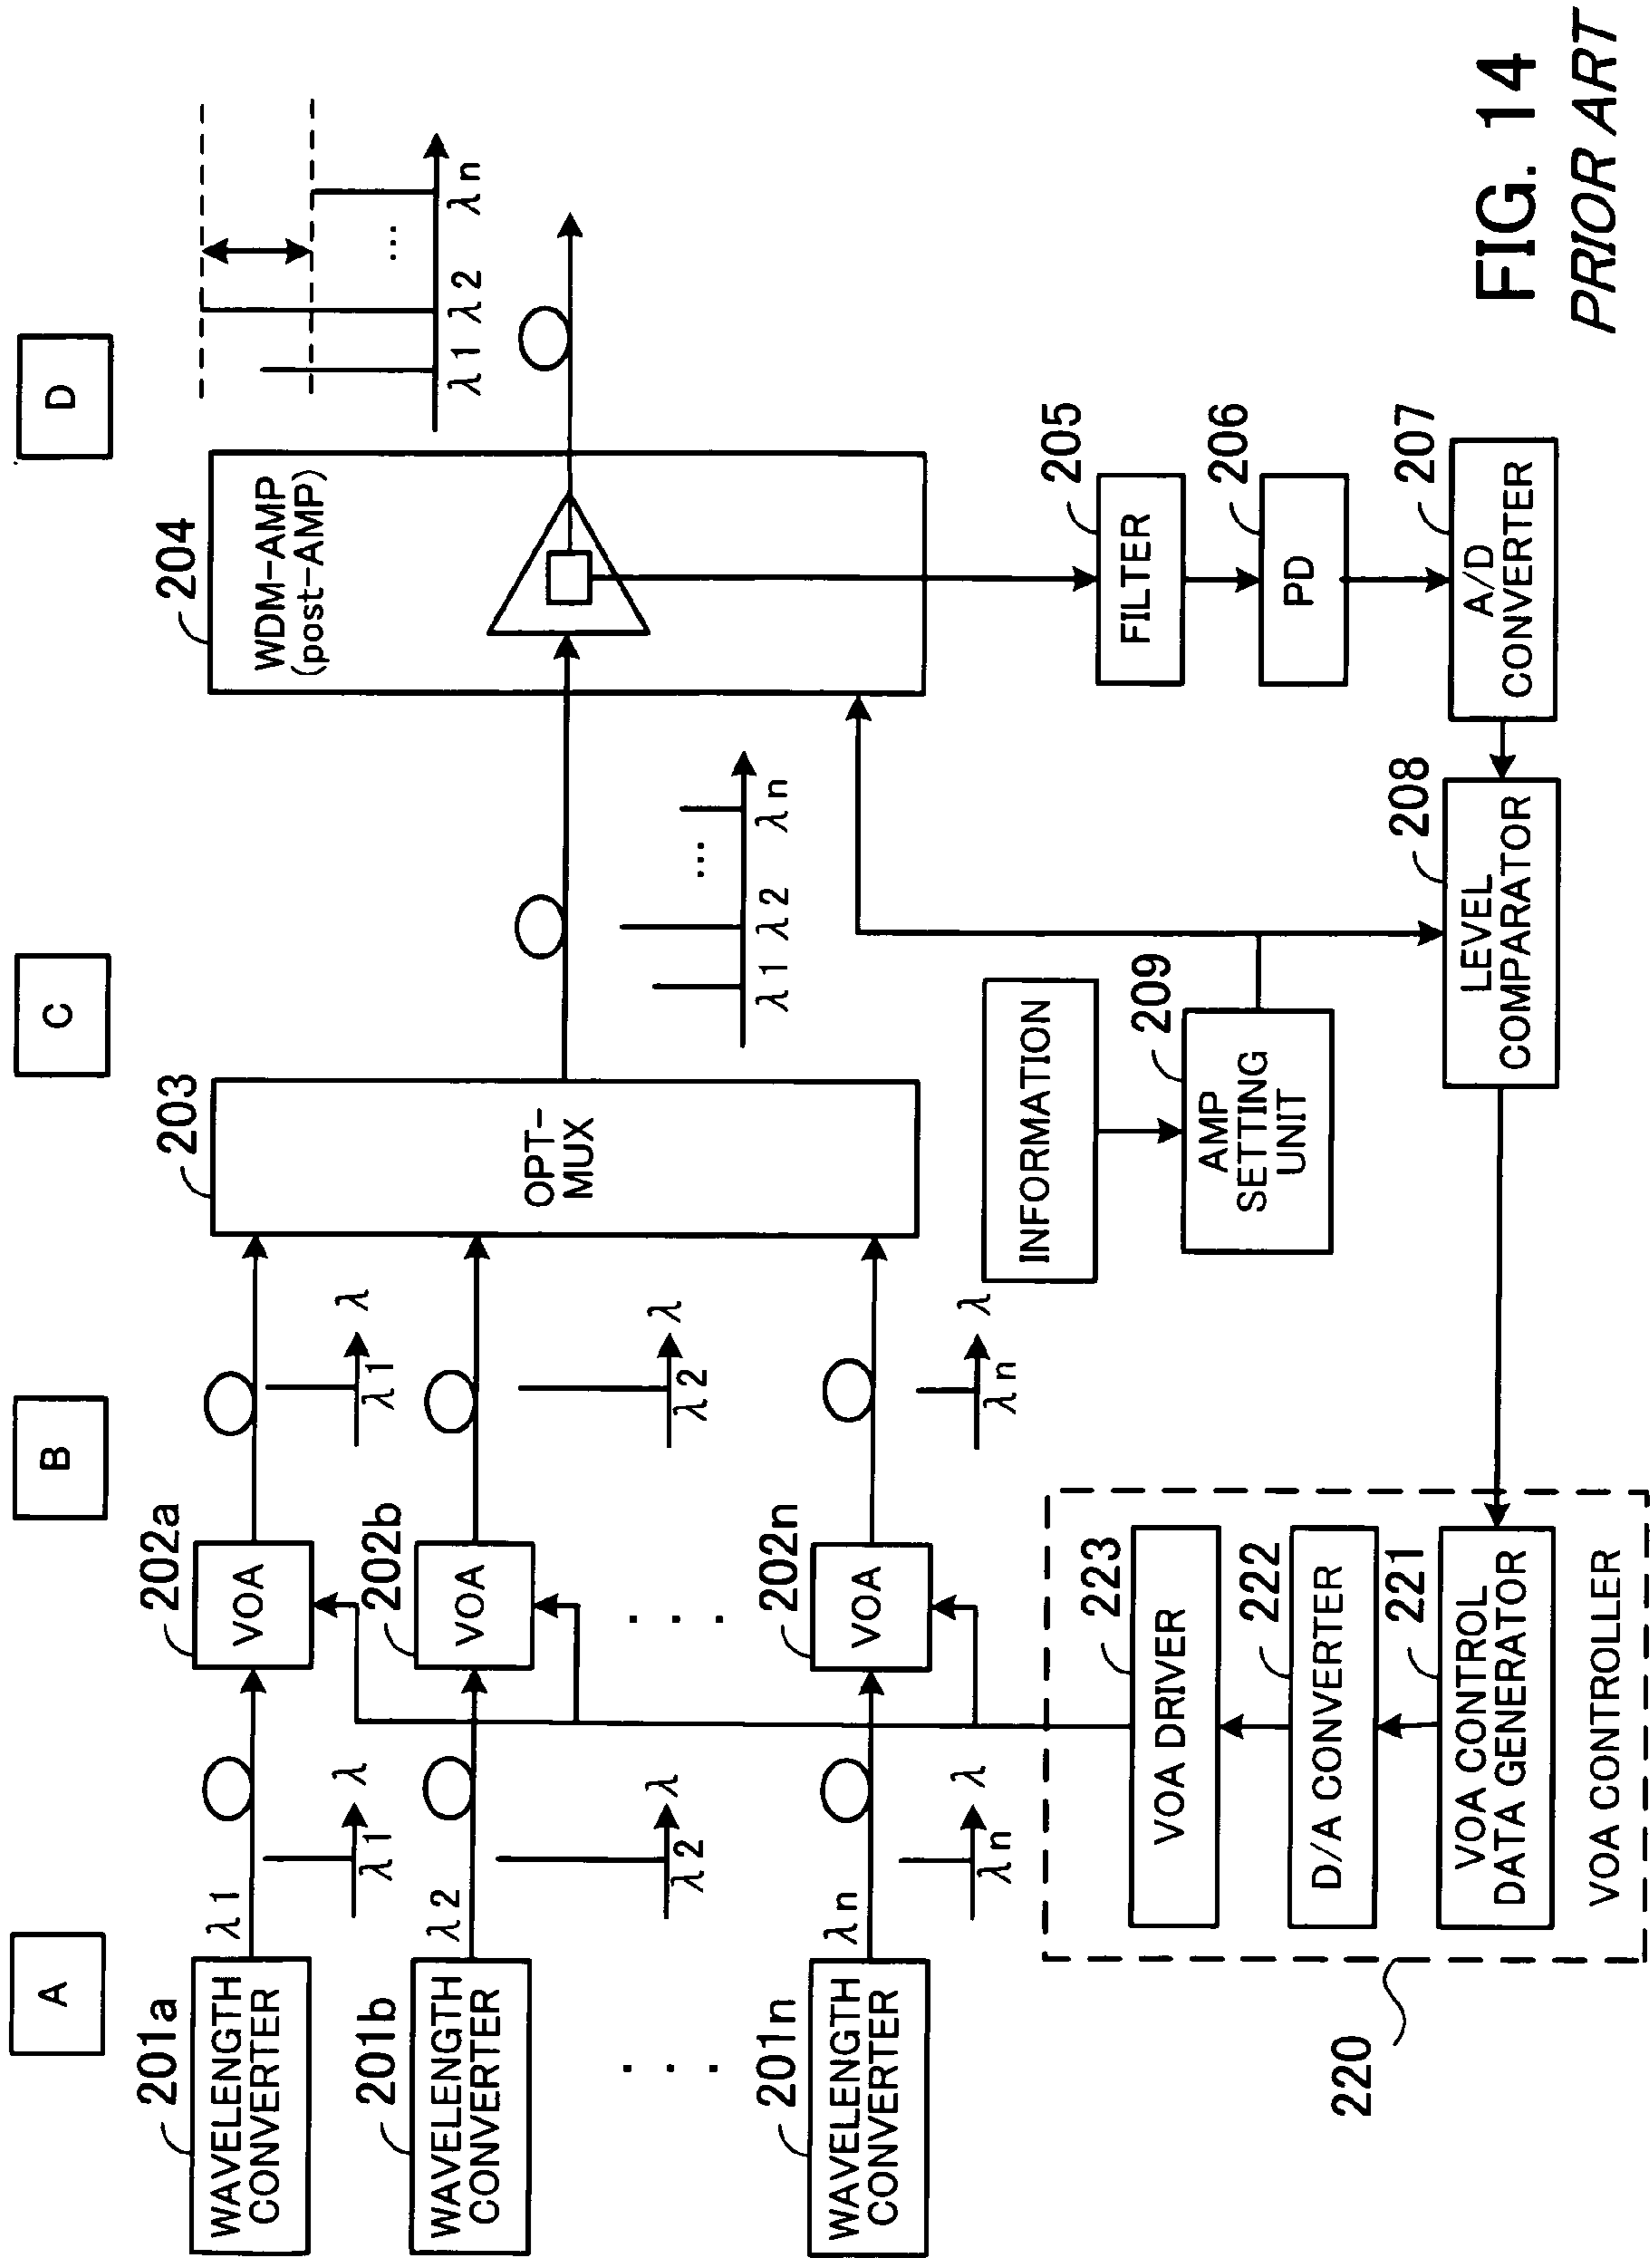 A
B
C
D
201a
WAVELENGTH
CONVERTER
λ1
λ1
λ
202a
VOA
λ1
λ
201b
WAVELENGTH
CONVERTER
λ2
λ2
λ
202b
VOA
λ2
λ
. . .
. . .
201n
WAVELENGTH
CONVERTER
λn
λn
λ
202n
VOA
λn
λ
203
OPT-
MUX
λ1 λ2 ... λn
204
WDM-AMP
(post-AMP)
λ1 λ2 ... λn
205
FILTER
206
PD
207
A/D
CONVERTER
208
LEVEL
COMPARATOR
INFORMATION
209
AMP
SETTING
UNIT
220
223
VOA DRIVER
222
D/A CONVERTER
221
VOA CONTROL
DATA GENERATOR
VOA CONTROLLER
FIG. 14
PRIOR ART